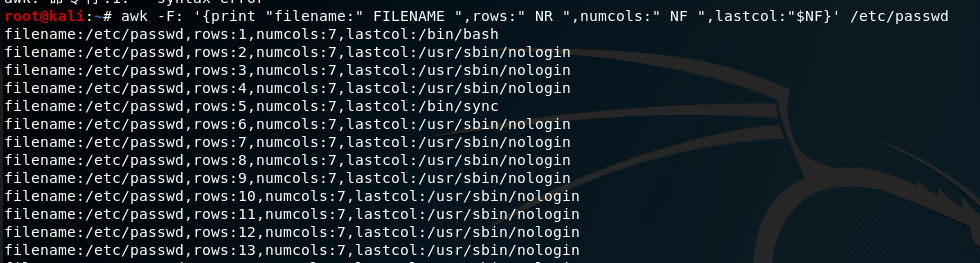 awk: 命令行:1: ^ syntax error
root@kali:~# awk -F: '{print "filename:" FILENAME ",rows:" NR ",numcols:" NF ",lastcol:"$NF}' /etc/passwd
filename:/etc/passwd,rows:1,numcols:7,lastcol:/bin/bash
filename:/etc/passwd,rows:2,numcols:7,lastcol:/usr/sbin/nologin
filename:/etc/passwd,rows:3,numcols:7,lastcol:/usr/sbin/nologin
filename:/etc/passwd,rows:4,numcols:7,lastcol:/usr/sbin/nologin
filename:/etc/passwd,rows:5,numcols:7,lastcol:/bin/sync
filename:/etc/passwd,rows:6,numcols:7,lastcol:/usr/sbin/nologin
filename:/etc/passwd,rows:7,numcols:7,lastcol:/usr/sbin/nologin
filename:/etc/passwd,rows:8,numcols:7,lastcol:/usr/sbin/nologin
filename:/etc/passwd,rows:9,numcols:7,lastcol:/usr/sbin/nologin
filename:/etc/passwd,rows:10,numcols:7,lastcol:/usr/sbin/nologin
filename:/etc/passwd,rows:11,numcols:7,lastcol:/usr/sbin/nologin
filename:/etc/passwd,rows:12,numcols:7,lastcol:/usr/sbin/nologin
filename:/etc/passwd,rows:13,numcols:7,lastcol:/usr/sbin/nologin